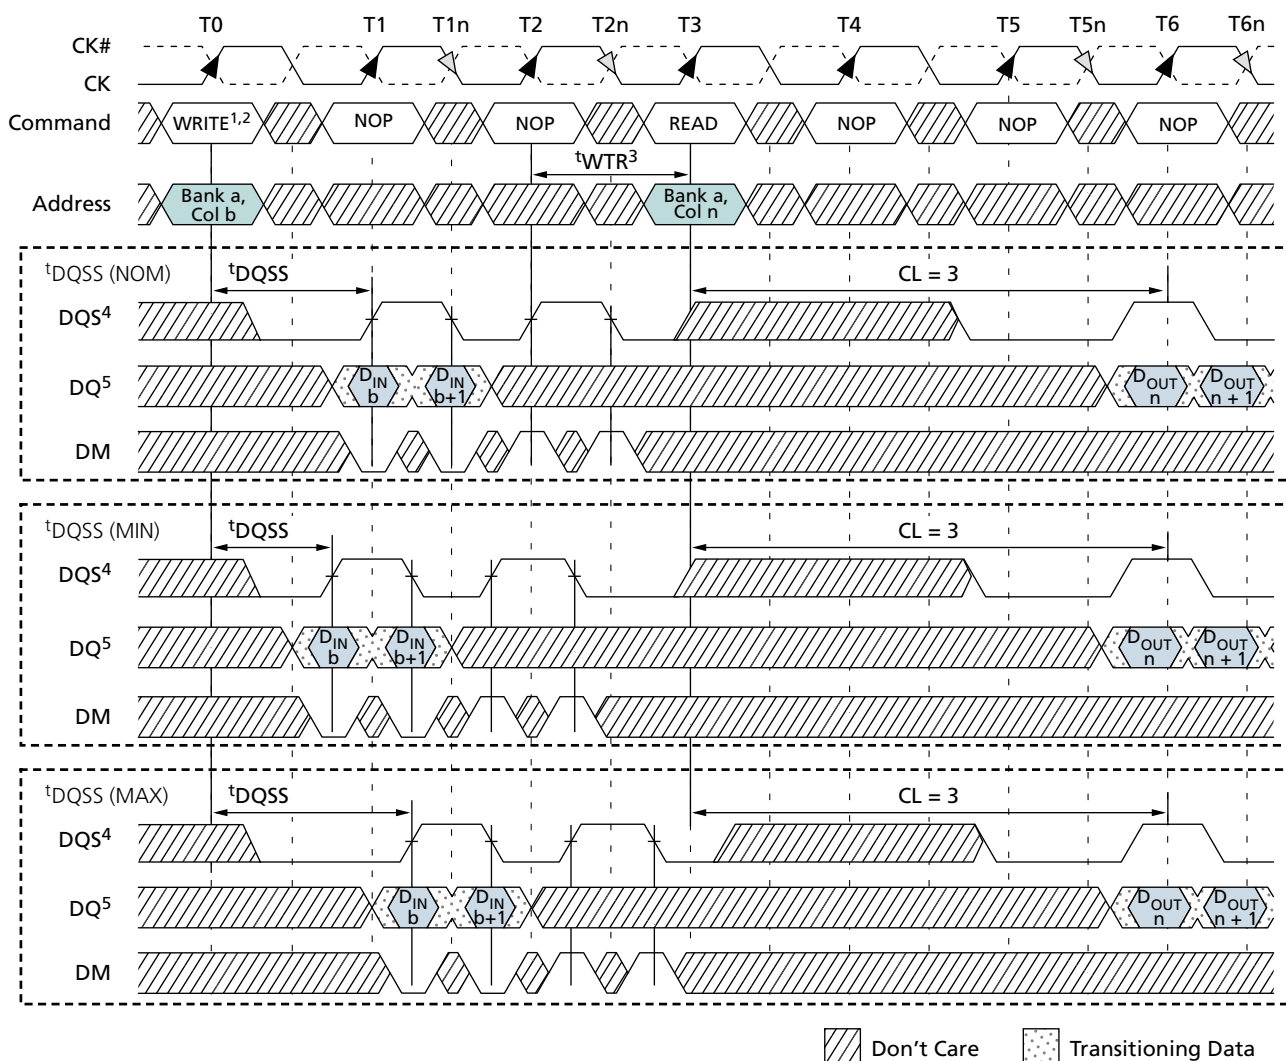 T0 T1 T1n T2 T2n T3 T4 T5 T5n T6 T6n
CK#
CK
Command WRITE1,2 NOP NOP READ NOP NOP NOP
tWTR3
Address Bank a, Col b Bank a, Col n
tDQSS (NOM) tDQSS CL = 3
DQS4
DQ5 DIN b DIN b+1 DOUT n DOUT n + 1
DM
tDQSS (MIN) tDQSS CL = 3
DQS4
DQ5 DIN b DIN b+1 DOUT n DOUT n + 1
DM
tDQSS (MAX) tDQSS CL = 3
DQS4
DQ5 DIN b DIN b+1 DOUT n DOUT n + 1
DM
Don't Care Transitioning Data